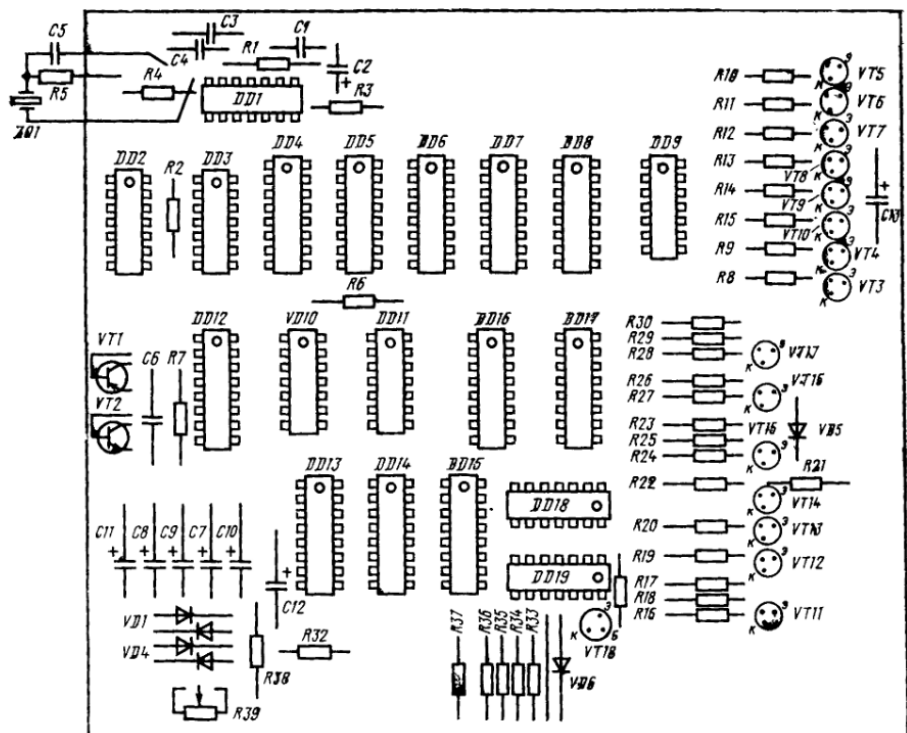 C3
C5
C4
R1
C1
C2
R4
R5
DD1
R3
R10
Э
VT5
R11
К
VT6
R12
VT7
DD4
DD5
DD6
DD7
DD8
DD9
DD2
R2
DD3
R13
Э
VT8
К
R14
VT9
К
Э
C13
R15
VT10
К
Э
R9
VT4
R8
К
Э
VT3
R6
DD12
VD10
DD11
DD16
DD17
R30
R29
VT1
C6
R7
R28
К
Э
VT17
R26
VT2
R27
К
VT16
R23
VT16
VD5
R25
R24
К
Э
R21
DD13
DD14
DD15
R22
VT14
DD18
C11
C8
C9
C7
C10
R20
К
Э
VT13
R19
Э
VT12
DD19
К
R17
C12
R18
VD1
R37
R36
R35
R34
R33
Э
R16
К
Э
VT11
VD4
R32
К
Б
VT18
R38
VD6
R39